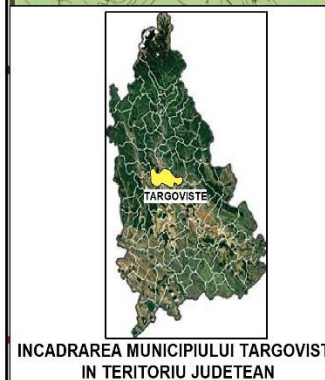 TARGOVISTE
INCADRAREA MUNICIPIULUI TARGOVIST
IN TERITORIU JUDETEAN